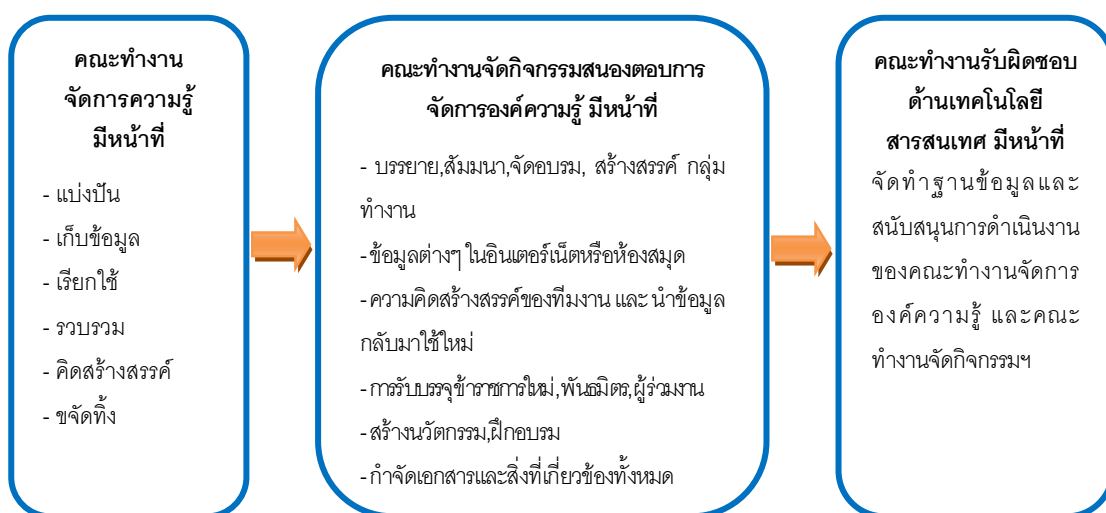 คณะทำงาน
จัดการความรู้
มีหน้าที่
- แบ่งปัน
- เก็บข้อมูล
- เรียกใช้
- รวบรวม
- คิดสร้างสรรค์
- ขจัดทิ้ง
คณะทำงานจัดกิจกรรมสนองตอบการ
จัดการองค์ความรู้ มีหน้าที่
- บรรยาย,สัมมนา,จัดอบรม, สร้างสรรค์ กลุ่ม
ทำงาน
-ข้อมูลต่างๆ ในอินเตอร์เน็ตหรือห้องสมุด
-ความคิดสร้างสรรค์ของทีมงาน และ นำข้อมูล
กลับมาใช้ใหม่
-การรับบรรจุข้าราชการใหม่,พันธมิตร,ผู้ร่วมงาน
-สร้างนวัตกรรม,ฝึกอบรม
-กำจัดเอกสารและสิ่งที่เกี่ยวข้องทั้งหมด
คณะทำงานรับผิดชอบ
ด้านเทคโนโลยี
สารสนเทศ มีหน้าที่
จัดทำฐานข้อมูลและ
สนับสนุนการดำเนินงาน
ของคณะทำงานจัดการ
องค์ความรู้ และคณะ
ทำงานจัดกิจกรรมฯ